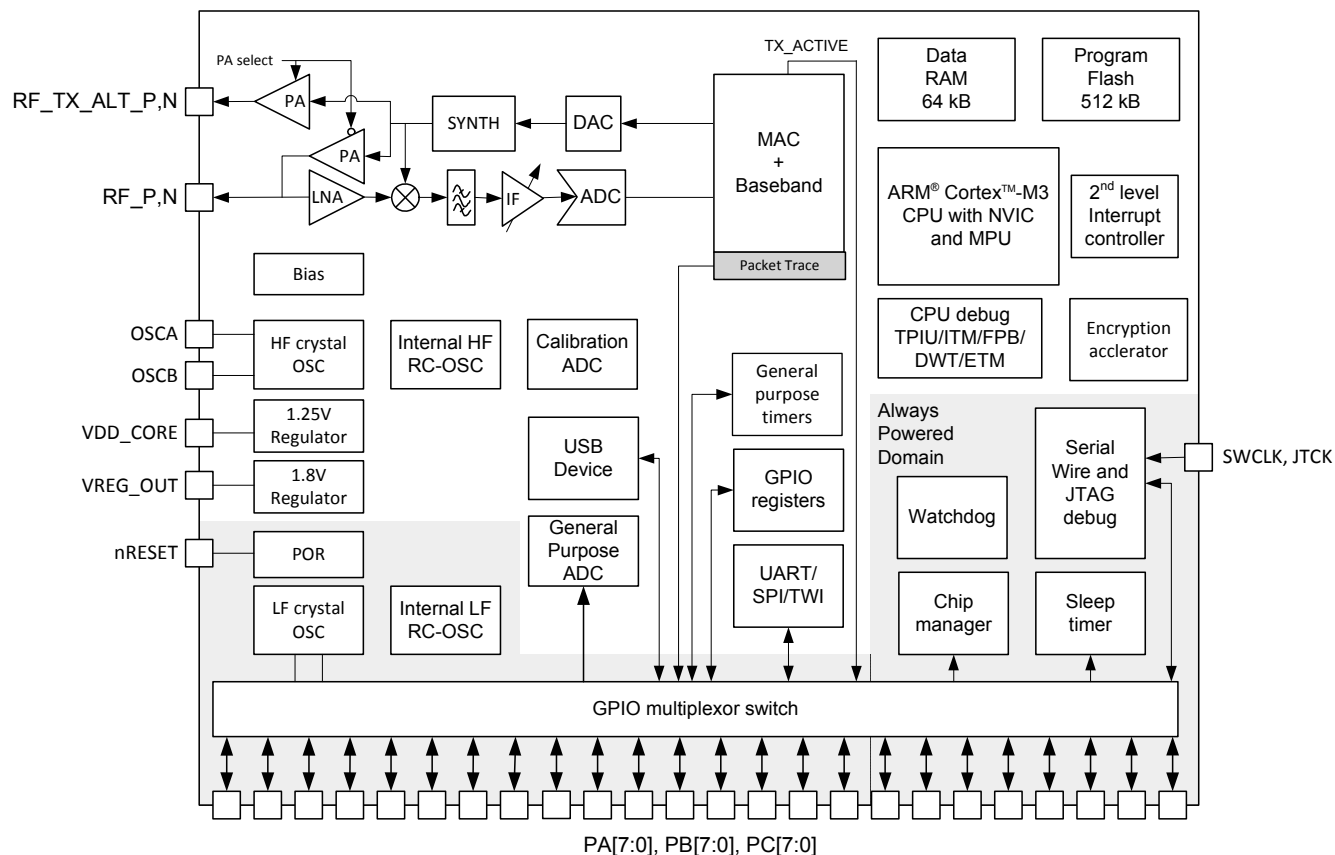 TX_ACTIVE
Data
RAM
64 kB
Program
Flash
512 kB
PA select
RF_TX_ALT_P,N
PA
SYNTH
DAC
MAC
+
Baseband
PA
RF_P,N
LNA
IF
ADC
ARM® Cortex™-M3
CPU with NVIC
and MPU
2nd level
Interrupt
controller
Packet Trace
Bias
OSCA
OSCB
HF crystal
OSC
Internal HF
RC-OSC
Calibration
ADC
CPU debug
TPIU/ITM/FPB/
DWT/ETM
Encryption
acclerator
General
purpose
timers
VDD_CORE
1.25V
Regulator
USB
Device
Always
Powered
Domain
Serial
Wire and
JTAG
debug
SWCLK, JTCK
VREG_OUT
1.8V
Regulator
GPIO
registers
Watchdog
nRESET
POR
General
Purpose
ADC
UART/
SPI/TWI
LF crystal
OSC
Internal LF
RC-OSC
Chip
manager
Sleep
timer
GPIO multiplexor switch
PA[7:0], PB[7:0], PC[7:0]